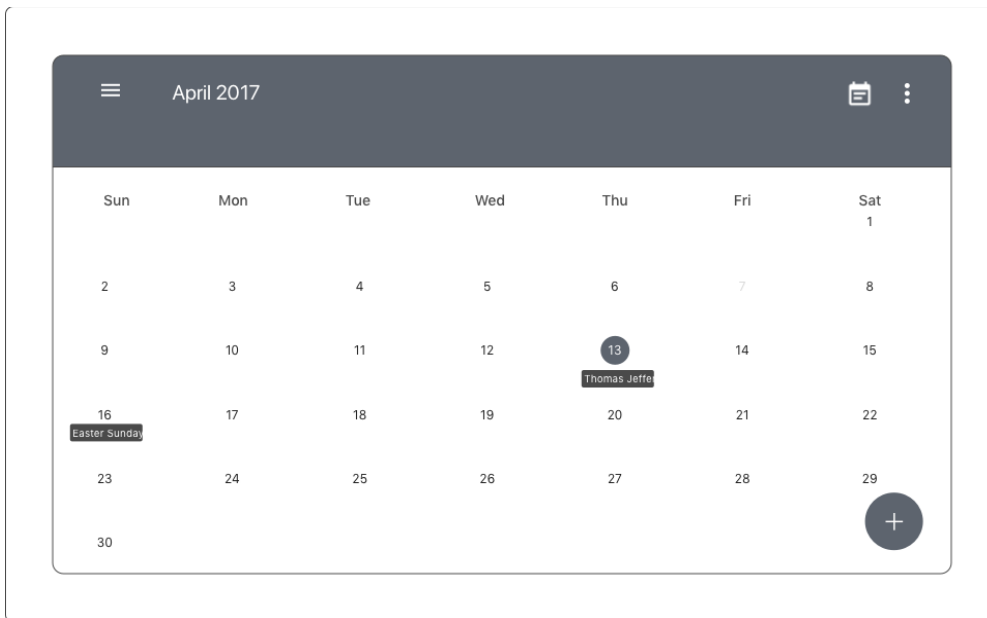 April 2017
Sun Mon Tue Wed Thu Fri Sat
1
2 3 4 5 6 7 8
9 10 11 12 13 14 15
Thomas Jeffer
16 17 18 19 20 21 22
Easter Sunday
23 24 25 26 27 28 29
30